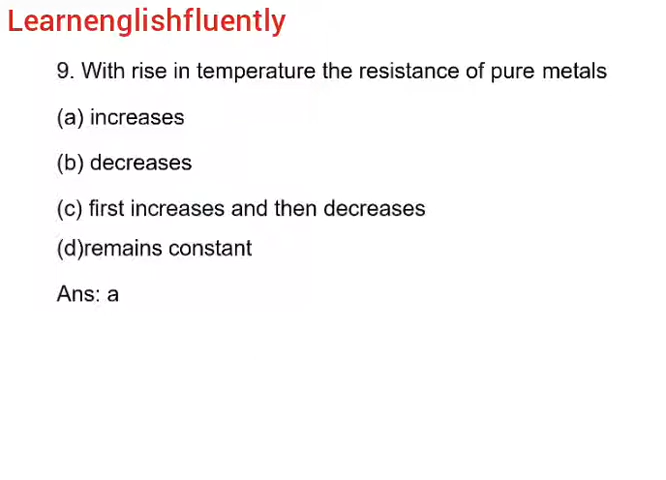 Learnenglishfluently
9. With rise in temperature the resistance of pure metals
(a) increases
(b) decreases
(c) first increases and then decreases
(d)remains constant
Ans: a